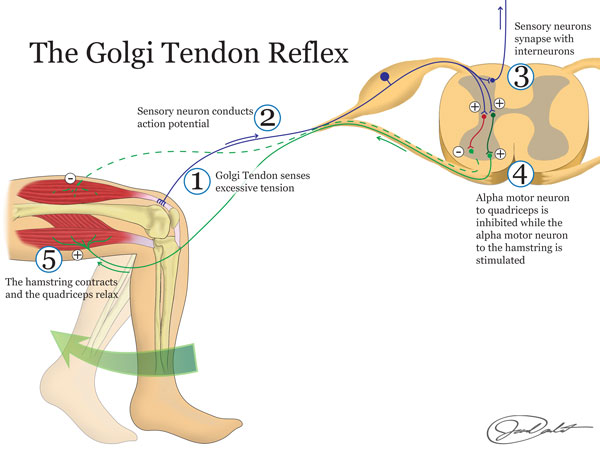 The Golgi Tendon Reflex
Sensory neurons
synapse with
interneurons
3
Sensory neuron conducts
action potential
2
1
Golgi Tendon senses
excessive tension
+
+
-
+
4
Alpha motor neuron
to quadriceps is
inhibited while the
alpha motor neuron
to the hamstring is
stimulated
-
5
+
The hamstring contracts
and the quadriceps relax